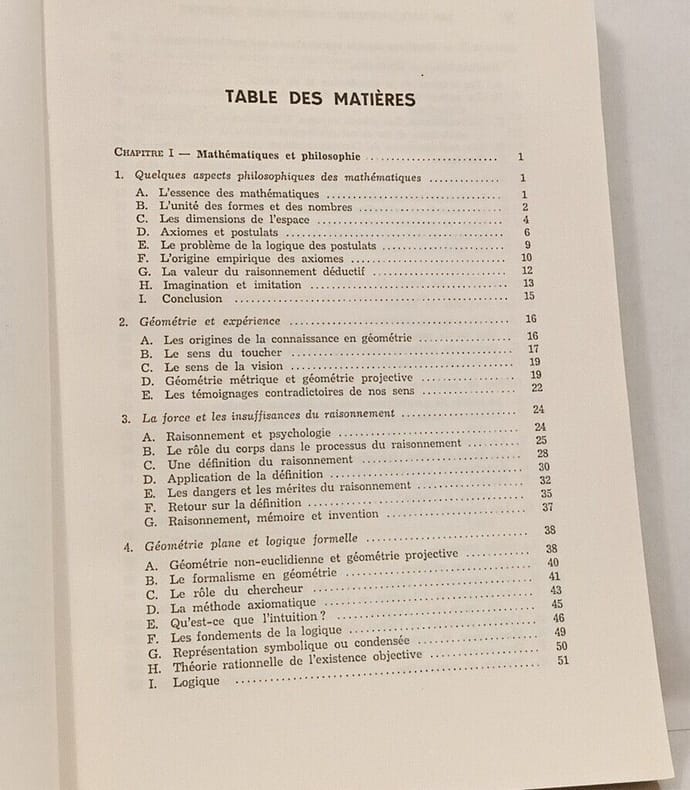 TABLE DES MATIÈRES
CHAPITRE I — Mathématiques et philosophie .......................... 1
1. Quelques aspects philosophiques des mathématiques ............. 1
A. L'essence des mathématiques ................................ 1
B. L'unité des formes et des nombres .......................... 2
C. Les dimensions de l'espace ................................. 4
D. Axiomes et postulats ....................................... 6
E. Le problème de la logique des postulats .................... 9
F. L'origine empirique des axiomes ............................ 10
G. La valeur du raisonnement déductif ......................... 12
H. Imagination et imitation ................................... 13
I. Conclusion ................................................. 15
2. Géométrie et expérience ....................................... 16
A. Les origines de la connaissance en géométrie ............... 16
B. Le sens du toucher ......................................... 17
C. Le sens de la vision ....................................... 19
D. Géométrie métrique et géométrie projective ................. 19
E. Les témoignages contradictoires de nos sens ................ 22
3. La force et les insuffisances du raisonnement ................. 24
A. Raisonnement et psychologie ................................ 24
B. Le rôle du corps dans le processus du raisonnement ......... 25
C. Une définition du raisonnement ............................. 28
D. Application de la définition ............................... 30
E. Les dangers et les mérites du raisonnement ................. 32
F. Retour sur la définition ................................... 35
G. Raisonnement, mémoire et invention ......................... 37
4. Géométrie plane et logique formelle ........................... 38
A. Géométrie non-euclidienne et géométrie projective .......... 38
B. Le formalisme en géométrie ................................. 40
C. Le rôle du chercheur ....................................... 41
D. La méthode axiomatique ..................................... 43
E. Qu'est-ce que l'intuition ? ................................ 45
F. Les fondements de la logique ............................... 46
G. Représentation symbolique ou condensée ..................... 49
H. Théorie rationnelle de l'existence objective ............... 50
I. Logique .................................................... 51